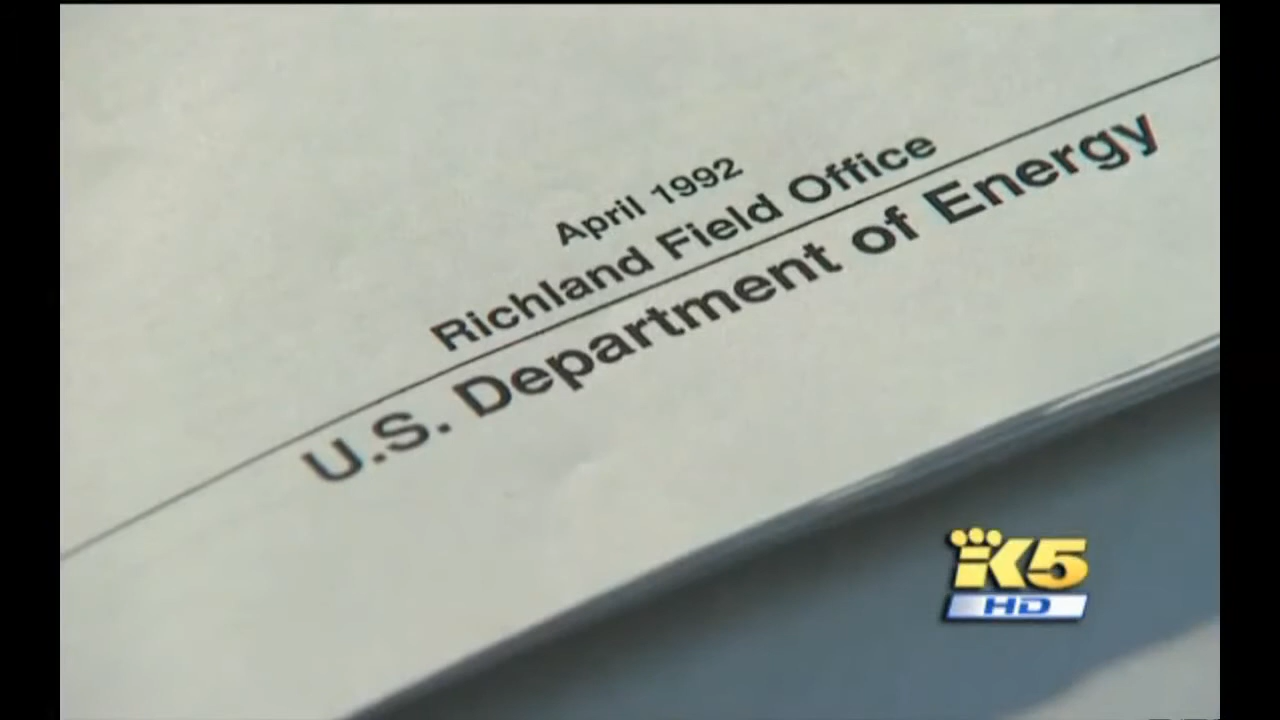 April 1992
Richland Field Office
U.S. Department of Energy
K5
HD